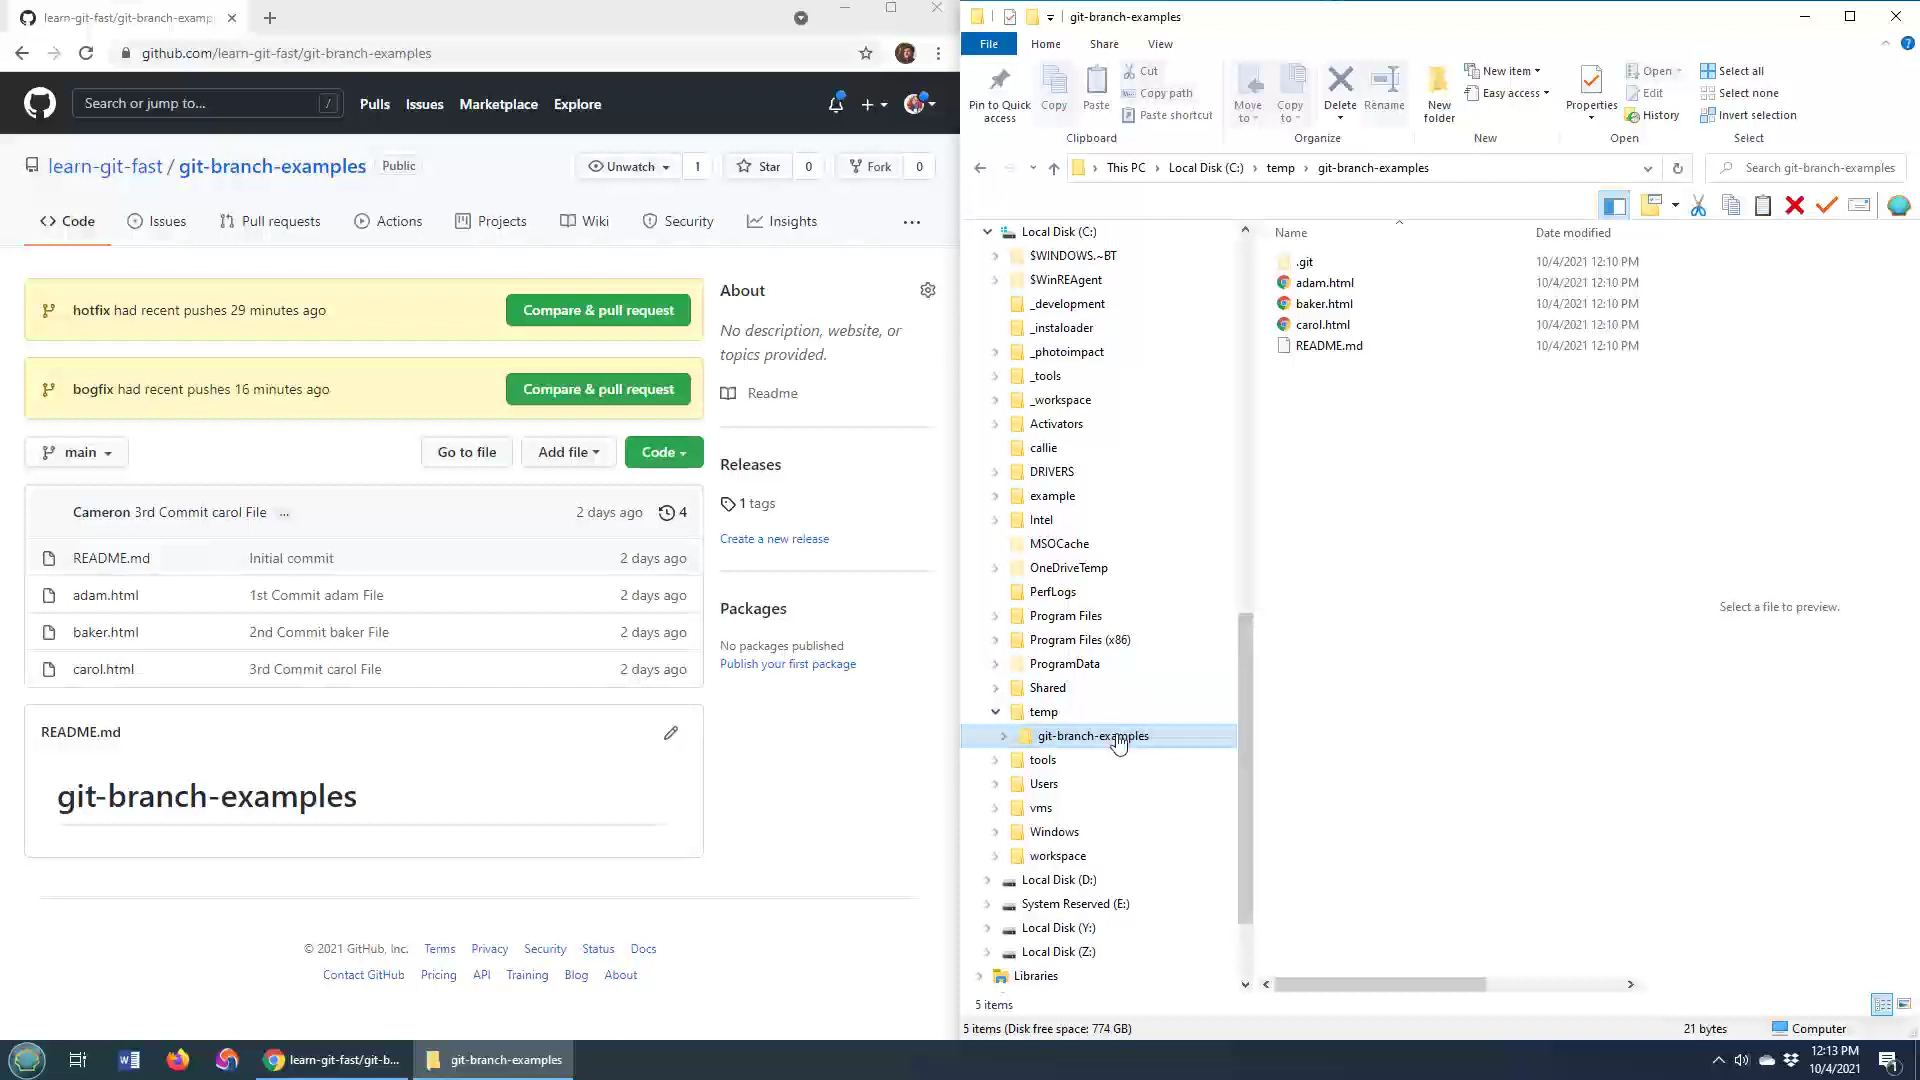 learn-git-fast/git-branch-examp
github.com/learn-git-fast/git-branch-examples
Search or jump to... /
Pulls Issues Marketplace Explore
learn-git-fast / git-branch-examples Public
Unwatch 1 Star 0 Fork 0
Code Issues Pull requests Actions Projects Wiki Security Insights ...
hotfix had recent pushes 29 minutes ago Compare & pull request
bogfix had recent pushes 16 minutes ago Compare & pull request
main Go to file Add file Code
Cameron 3rd Commit carol File ... 2 days ago 4
README.md Initial commit 2 days ago
adam.html 1st Commit adam File 2 days ago
baker.html 2nd Commit baker File 2 days ago
carol.html 3rd Commit carol File 2 days ago
README.md
git-branch-examples
About
No description, website, or
topics provided.
Readme
Releases
1 tags
Create a new release
Packages
No packages published
Publish your first package
© 2021 GitHub, Inc. Terms Privacy Security Status Docs
Contact GitHub Pricing API Training Blog About
git-branch-examples
File Home Share View
Pin to Quick
access
Copy
Paste
Cut
Copy path
Paste shortcut
Clipboard
Move
to
Copy
to
Delete
Rename
Organize
New
folder
New item
Easy access
New
Properties
Open
Edit
History
Open
Select all
Select none
Invert selection
Select
This PC Local Disk (C:) temp git-branch-examples
Search git-branch-examples
Local Disk (C:)
$WINDOWS.~BT
$WinREAgent
_development
_instaloader
_photoimpact
_tools
_workspace
Activators
callie
DRIVERS
example
Intel
MSOCache
OneDriveTemp
PerfLogs
Program Files
Program Files (x86)
ProgramData
Shared
temp
git-branch-examples
tools
Users
vms
Windows
workspace
Local Disk (D:)
System Reserved (E:)
Local Disk (Y:)
Local Disk (Z:)
Libraries
Name Date modified
.git 10/4/2021 12:10 PM
adam.html 10/4/2021 12:10 PM
baker.html 10/4/2021 12:10 PM
carol.html 10/4/2021 12:10 PM
README.md 10/4/2021 12:10 PM
Select a file to preview.
5 items
5 items (Disk free space: 774 GB) 21 bytes Computer
learn-git-fast/git-b... git-branch-examples
12:13 PM
10/4/2021
1